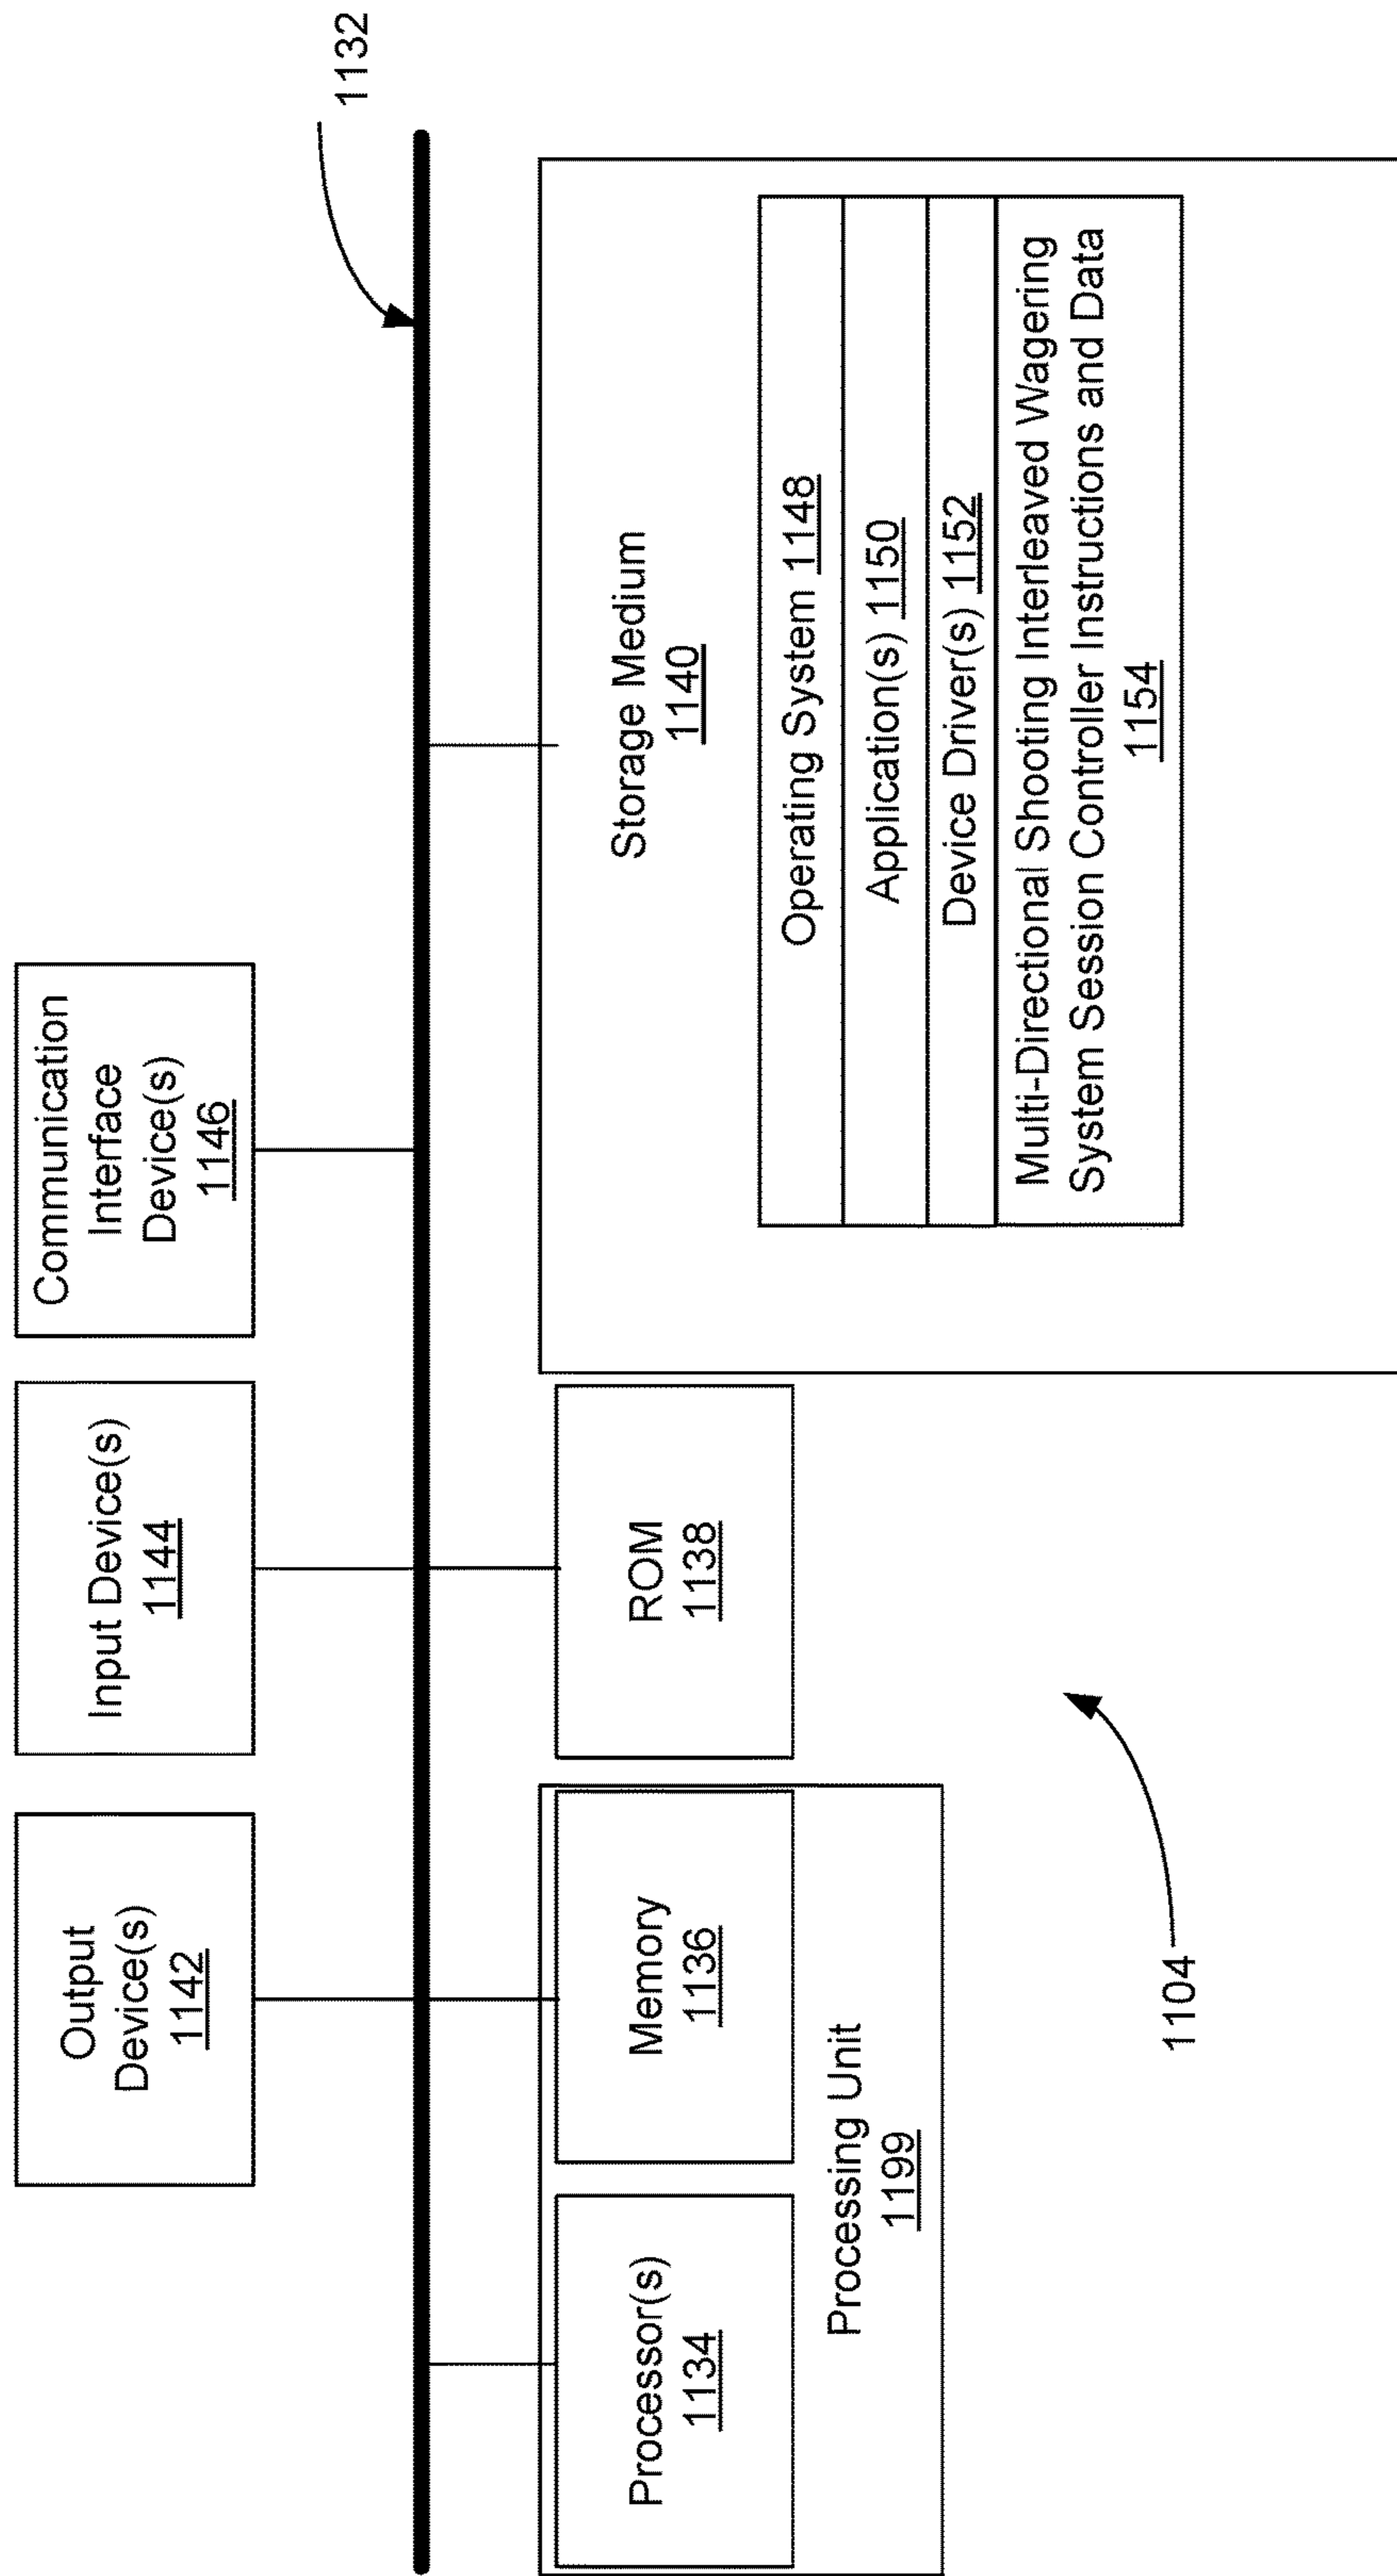 Output
Device(s)
1142
Input Device(s)
1144
Communication
Interface
Device(s)
1146
1132
Processor(s)
1134
Memory
1136
Processing Unit
1199
ROM
1138
Storage Medium
1140
Operating System 1148
Application(s) 1150
Device Driver(s) 1152
Multi-Directional Shooting Interleaved Wagering
System Session Controller Instructions and Data
1154
1104